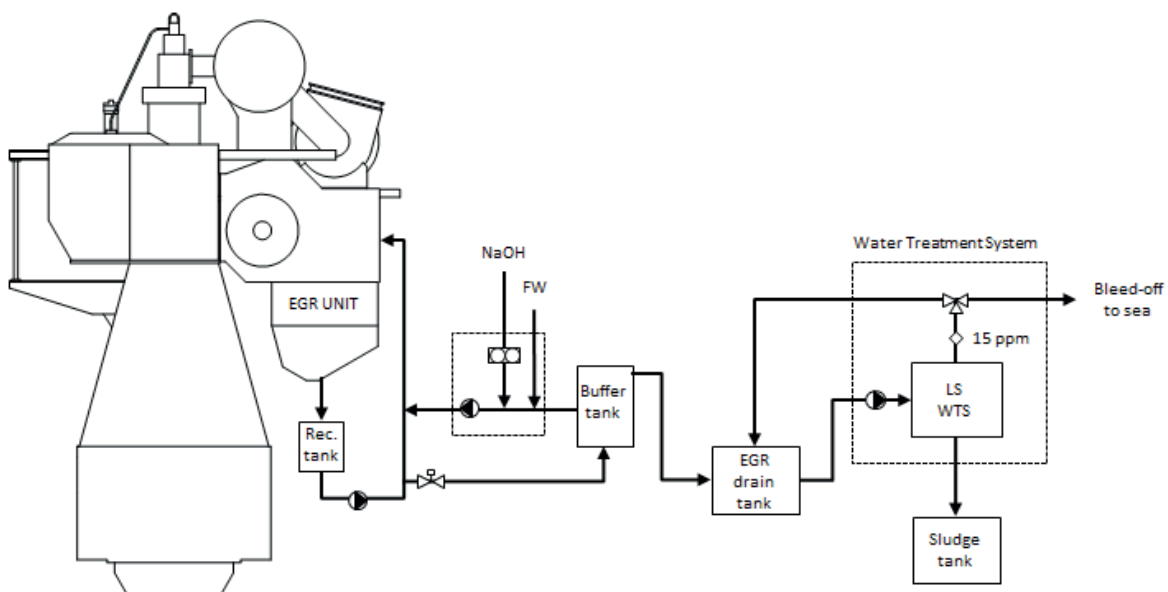 NaOH
FW
Water Treatment System
Bleed-off
to sea
EGR UNIT
15 ppm
Buffer
tank
LS
WTS
Rec.
tank
EGR
drain
tank
Sludge
tank